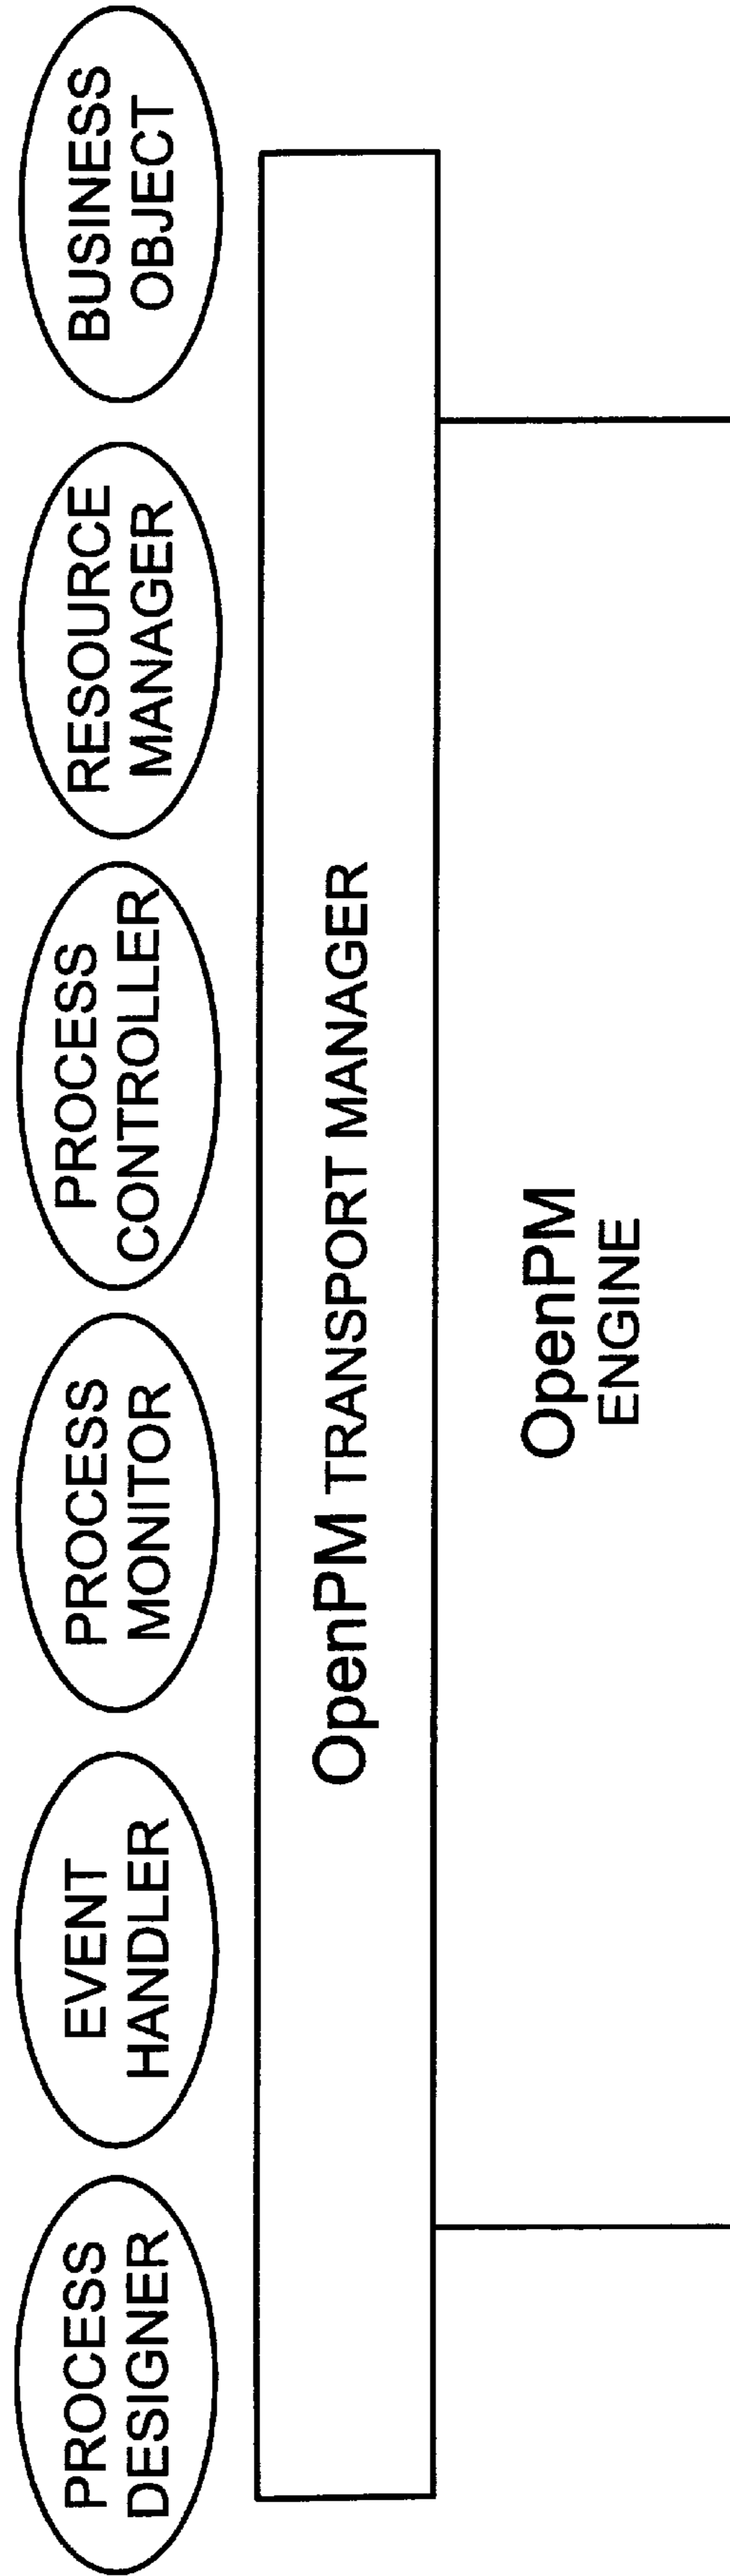 PROCESS
DESIGNER
EVENT
HANDLER
PROCESS
MONITOR
PROCESS
CONTROLLER
RESOURCE
MANAGER
BUSINESS
OBJECT
OpenPM TRANSPORT MANAGER
OpenPM
ENGINE